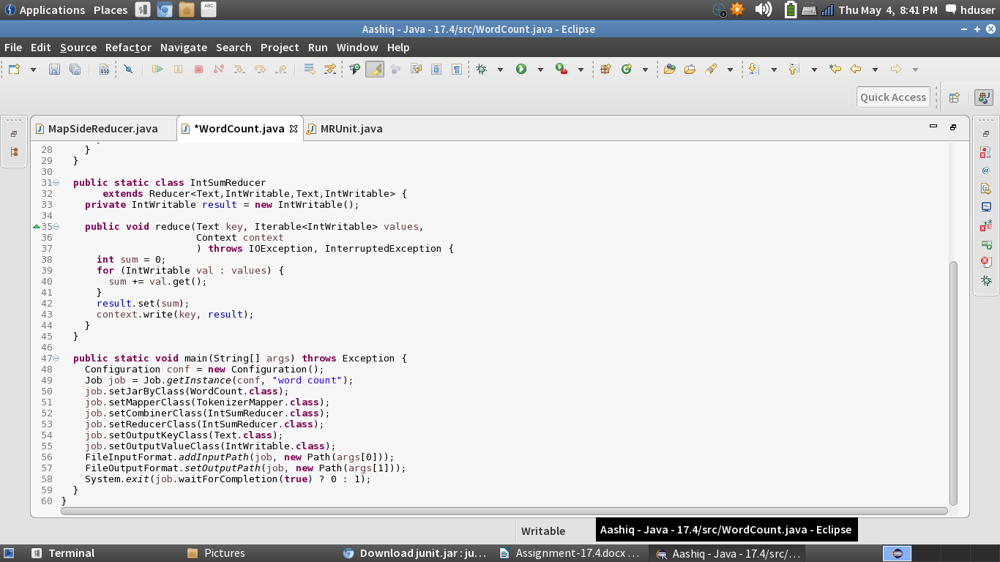 Applications Places ABC 1 Thu May 4, 8:41 PM hduser
Aashiq - Java - 17.4/src/WordCount.java - Eclipse
File Edit Source Refactor Navigate Search Project Run Window Help
010
Quick Access
MapSideReducer.java *WordCount.java MRUnit.java
28     }
29   }
30
31   public static class IntSumReducer
32        extends Reducer<Text,IntWritable,Text,IntWritable> {
33     private IntWritable result = new IntWritable();
34
35     public void reduce(Text key, Iterable<IntWritable> values,
36                        Context context
37                        ) throws IOException, InterruptedException {
38       int sum = 0;
39       for (IntWritable val : values) {
40         sum += val.get();
41       }
42       result.set(sum);
43       context.write(key, result);
44     }
45   }
46
47   public static void main(String[] args) throws Exception {
48     Configuration conf = new Configuration();
49     Job job = Job.getInstance(conf, "word count");
50     job.setJarByClass(WordCount.class);
51     job.setMapperClass(TokenizerMapper.class);
52     job.setCombinerClass(IntSumReducer.class);
53     job.setReducerClass(IntSumReducer.class);
54     job.setOutputKeyClass(Text.class);
55     job.setOutputValueClass(IntWritable.class);
56     FileInputFormat.addInputPath(job, new Path(args[0]));
57     FileOutputFormat.setOutputPath(job, new Path(args[1]));
58     System.exit(job.waitForCompletion(true) ? 0 : 1);
59   }
60 }
Writable Aashiq - Java - 17.4/src/WordCount.java - Eclipse
Terminal Pictures Download junit.jar : ju... Assignment-17.4.docx ... Aashiq - Java - 17.4/src/...